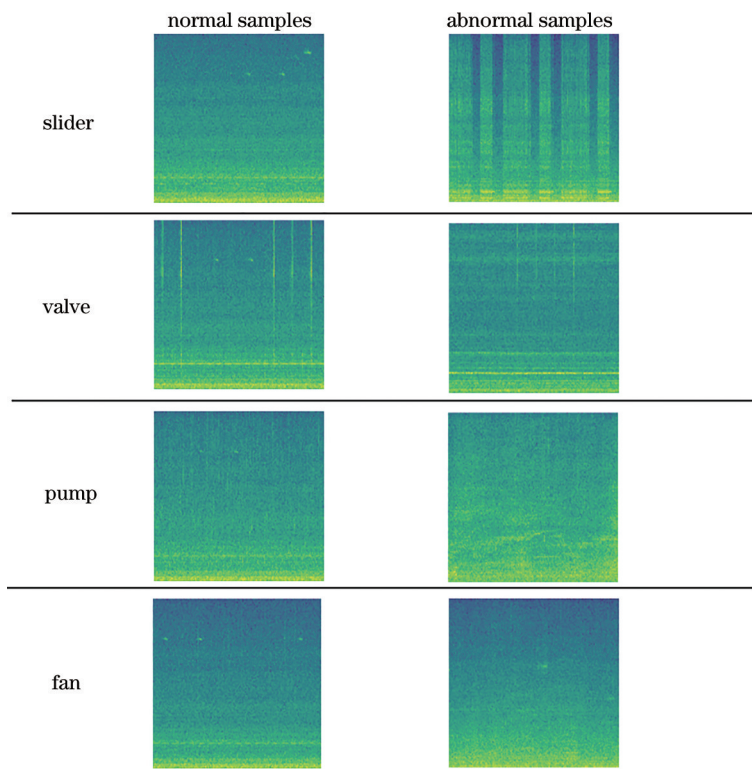 normal samples
abnormal samples
slider
valve
pump
fan